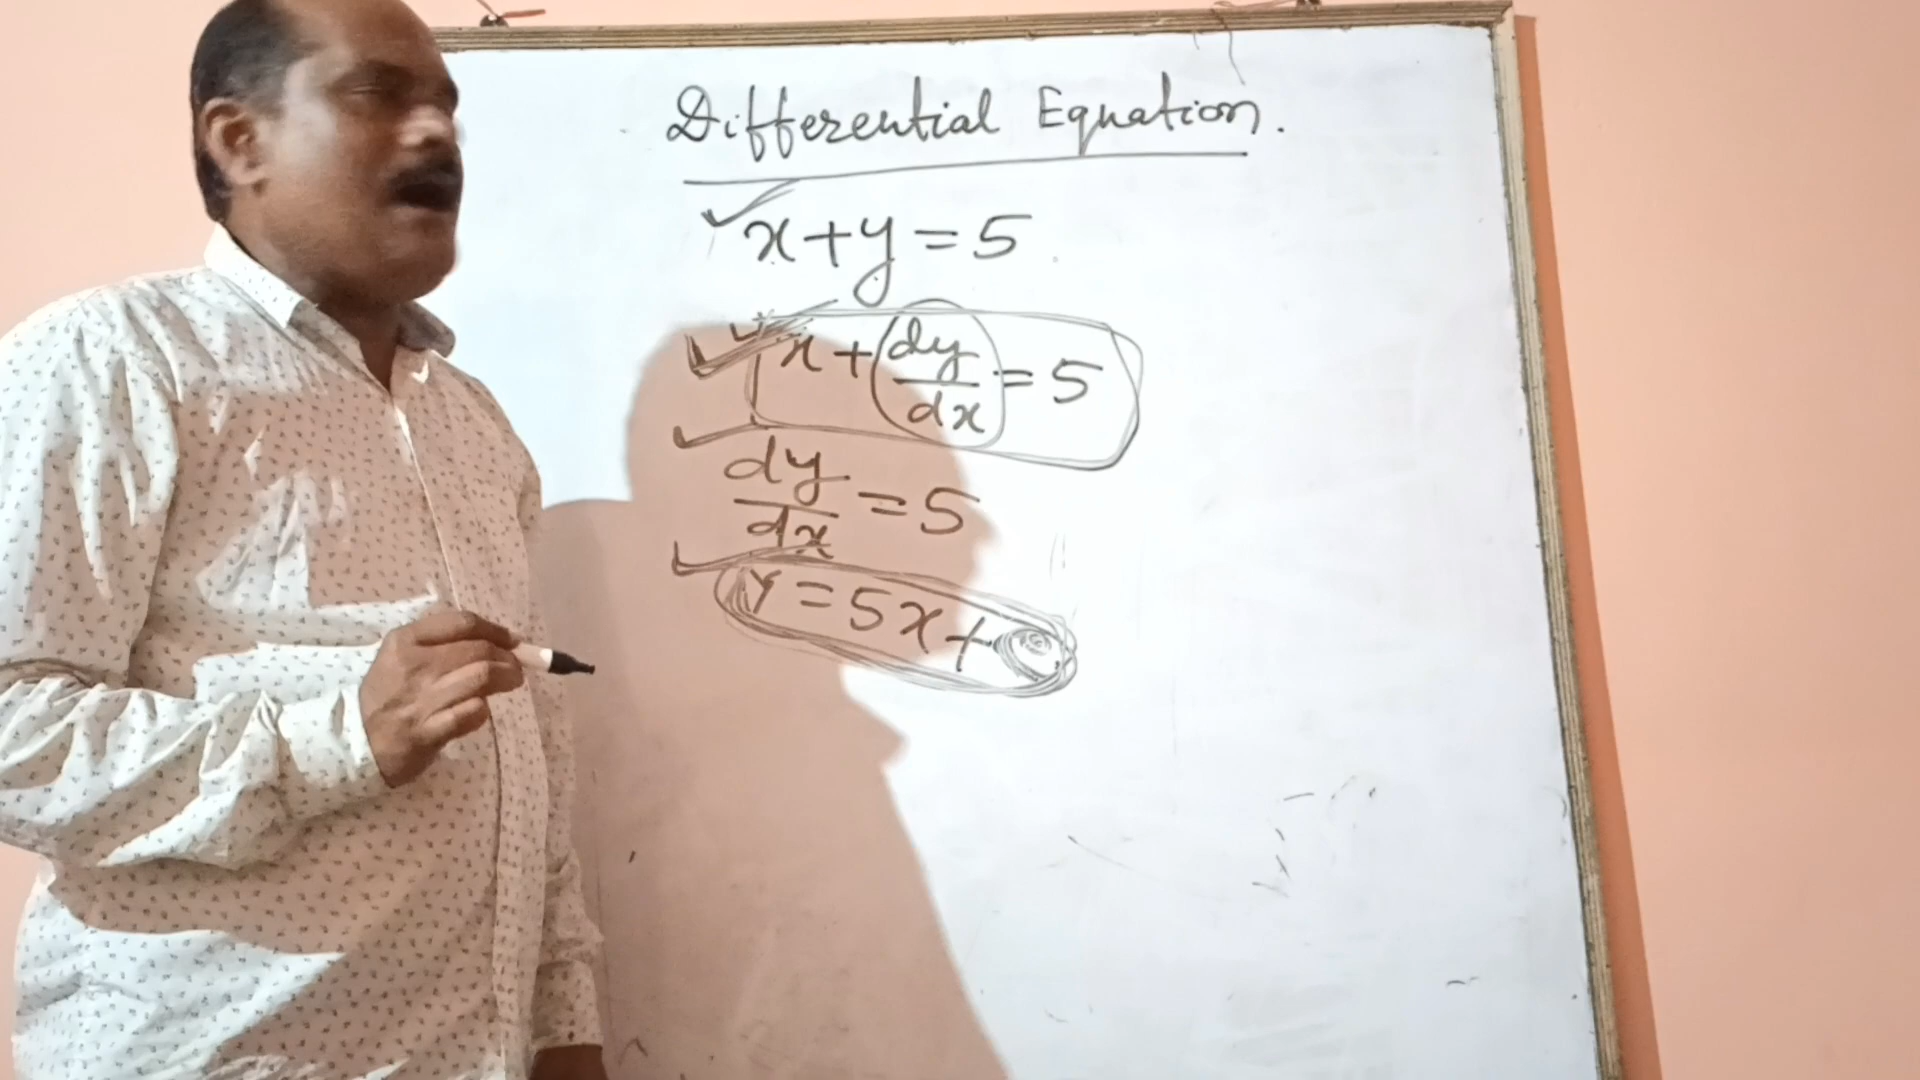 Differential Equation.
x+y=5
x+dy/dx=5
dy/dx=5
y=5x+